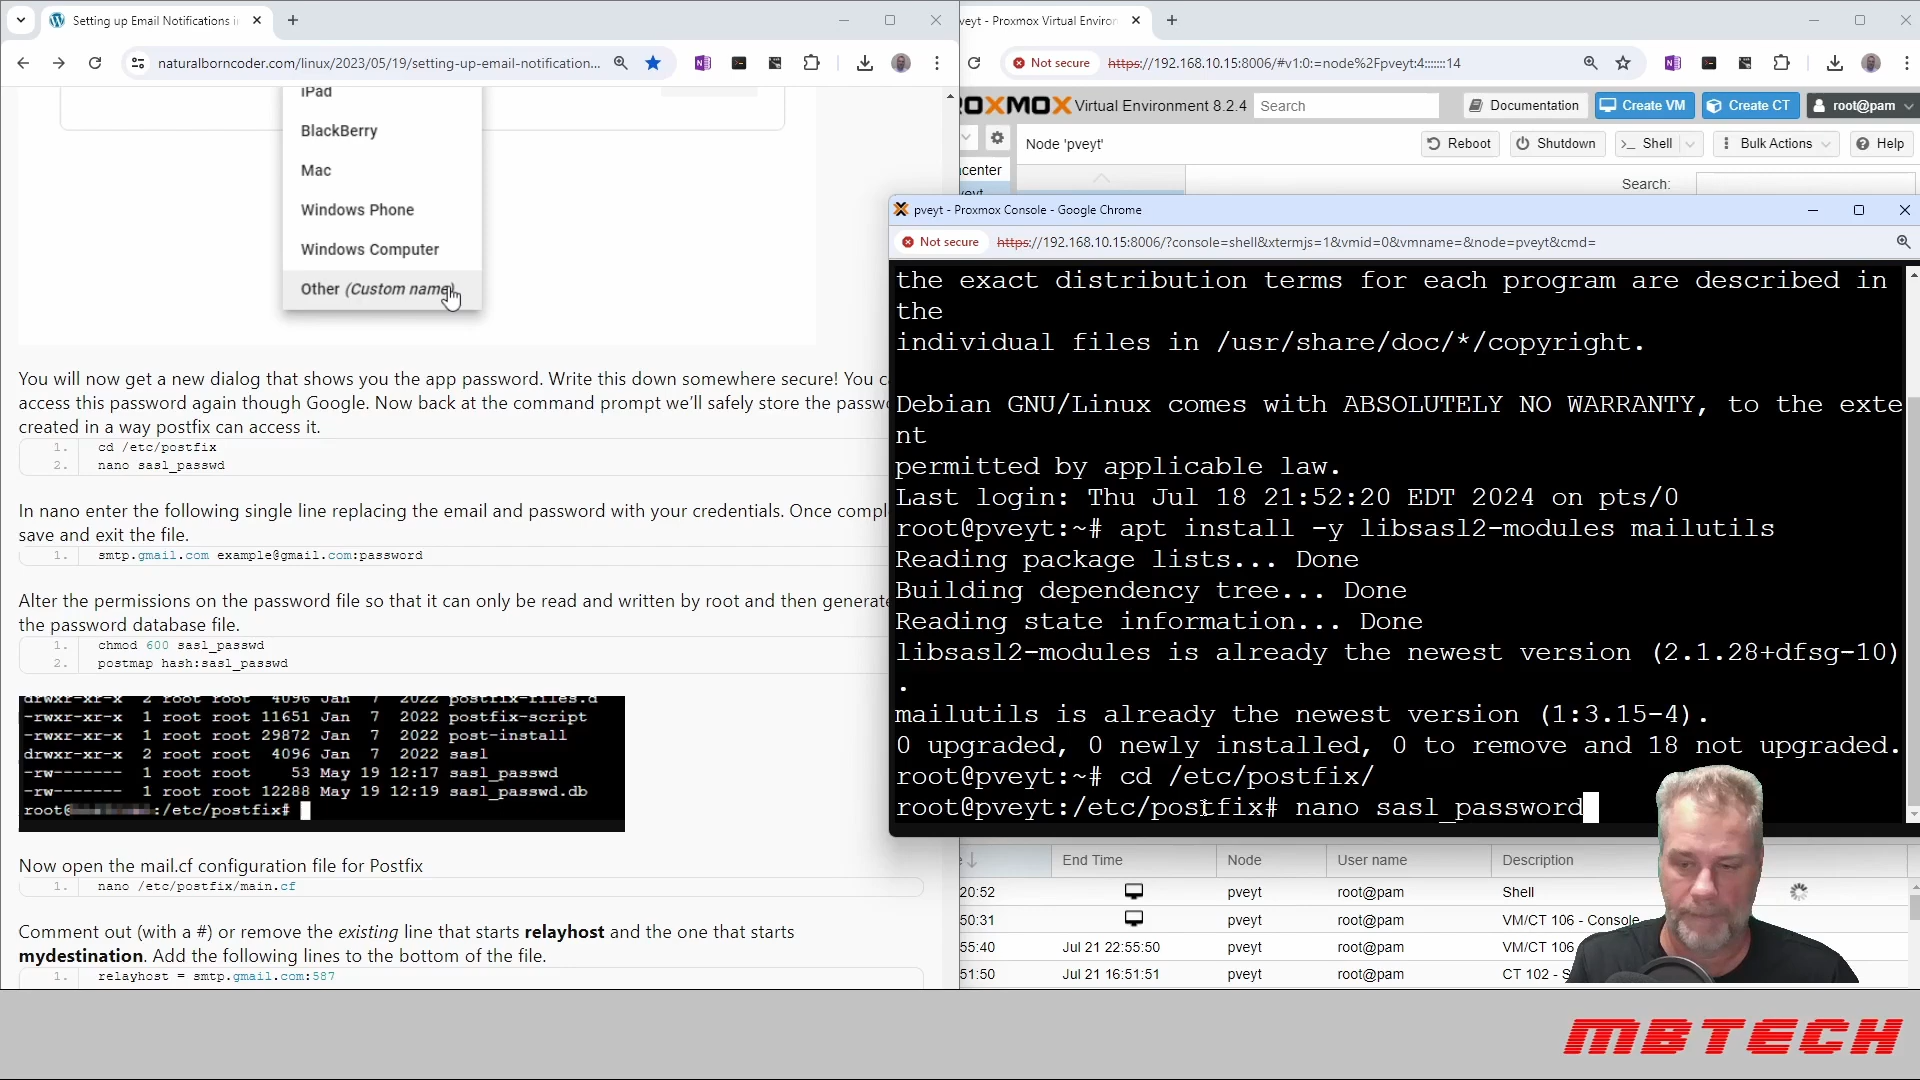 Setting up Email Notifications i
naturalborncoder.com/linux/2023/05/19/setting-up-email-notification...
iPad
BlackBerry
Mac
Windows Phone
Windows Computer
Other (Custom name)
You will now get a new dialog that shows you the app password. Write this down somewhere secure! You c
access this password again though Google. Now back at the command prompt we'll safely store the passw
created in a way postfix can access it.
1. cd /etc/postfix
2. nano sasl_passwd
In nano enter the following single line replacing the email and password with your credentials. Once compl
save and exit the file.
1. smtp.gmail.com example@gmail.com:password
Alter the permissions on the password file so that it can only be read and written by root and then generate
the password database file.
1. chmod 600 sasl_passwd
2. postmap hash:sasl_passwd
drwxr-xr-x 2 root root 4096 Jan 7 2022 postfix-files.d
-rwxr-xr-x 1 root root 11651 Jan 7 2022 postfix-script
-rwxr-xr-x 1 root root 29872 Jan 7 2022 post-install
drwxr-xr-x 2 root root 4096 Jan 7 2022 sasl
-rw------- 1 root root 53 May 19 12:17 sasl_passwd
-rw------- 1 root root 12288 May 19 12:19 sasl_passwd.db
root@ :/etc/postfix#
Now open the mail.cf configuration file for Postfix
1. nano /etc/postfix/main.cf
Comment out (with a #) or remove the existing line that starts relayhost and the one that starts
mydestination. Add the following lines to the bottom of the file.
1. relayhost = smtp.gmail.com:587
veyt - Proxmox Virtual Environ
Not secure https://192.168.10.15:8006/#v1:0:=node%2Fpveyt:4:::::::14
ROXMOX Virtual Environment 8.2.4 Search Documentation Create VM Create CT root@pam
Node 'pveyt' Reboot Shutdown >_ Shell Bulk Actions Help
center
veyt
Search:
pveyt - Proxmox Console - Google Chrome
Not secure https://192.168.10.15:8006/?console=shell&xtermjs=1&vmid=0&vmname=&node=pveyt&cmd=
the exact distribution terms for each program are described in
the
individual files in /usr/share/doc/*/copyright.
Debian GNU/Linux comes with ABSOLUTELY NO WARRANTY, to the exte
nt
permitted by applicable law.
Last login: Thu Jul 18 21:52:20 EDT 2024 on pts/0
root@pveyt:~# apt install -y libsasl2-modules mailutils
Reading package lists... Done
Building dependency tree... Done
Reading state information... Done
libsasl2-modules is already the newest version (2.1.28+dfsg-10)
.
mailutils is already the newest version (1:3.15-4).
0 upgraded, 0 newly installed, 0 to remove and 18 not upgraded.
root@pveyt:~# cd /etc/postfix/
root@pveyt:/etc/postfix# nano sasl_password
e End Time Node User name Description
20:52 pveyt root@pam Shell
50:31 pveyt root@pam VM/CT 106 - Console
55:40 Jul 21 22:55:50 pveyt root@pam VM/CT 106
51:50 Jul 21 16:51:51 pveyt root@pam CT 102 - S
MBTECH